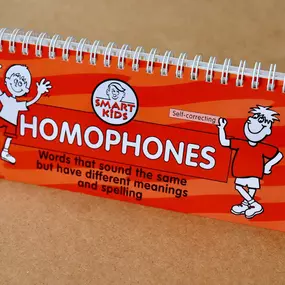 SMART
KIDS
Self-correcting
HOMOPHONES
Words that sound the same
but have different meanings
and spelling